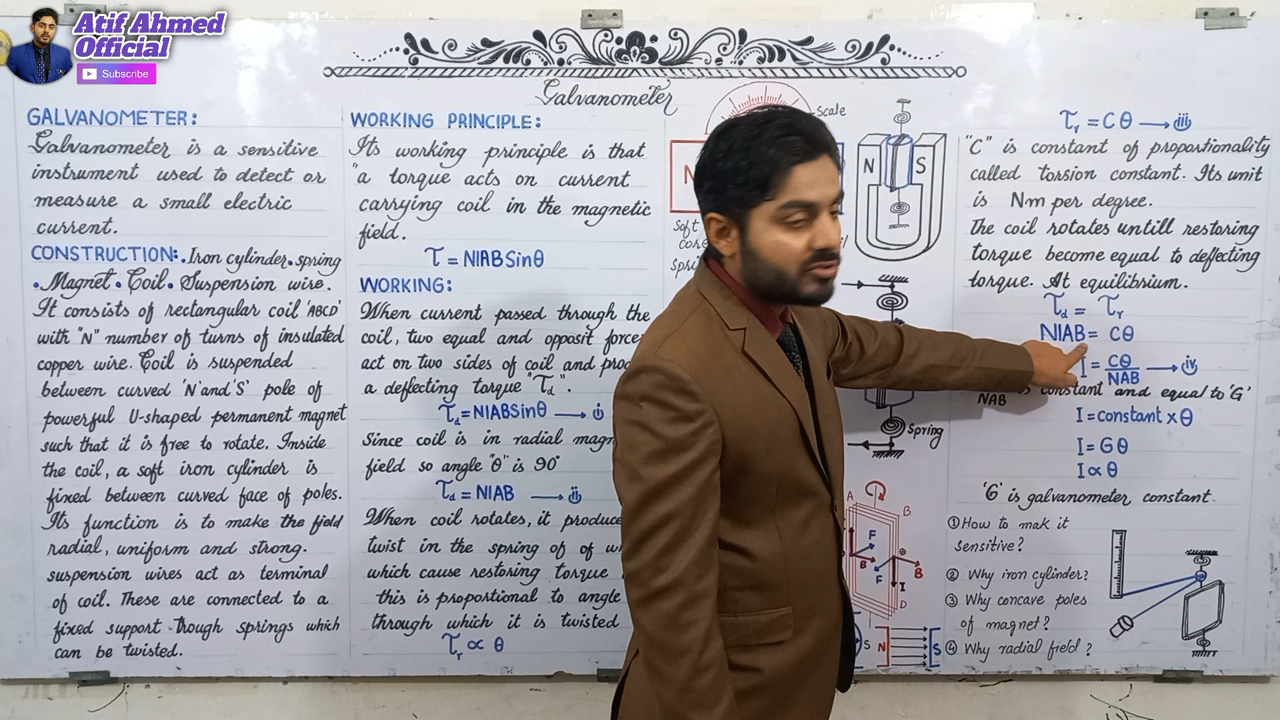 Atif Ahmed
Official
Subscribe
Galvanometer
GALVANOMETER:
Galvanometer is a sensitive
instrument used to detect or
measure a small electric
current.
CONSTRUCTION:•Iron cylinder•spring
•Magnet•Coil•Suspension wire.
It consists of rectangular coil 'ABCD'
with "N" number of turns of insulated
copper wire. Coil is suspended
between curved 'N'and'S' pole of
powerful U-shaped permanent magnet
such that it is free to rotate. Inside
the coil, a soft iron cylinder is
fixed between curved face of poles.
Its function is to make the field
radial, uniform and strong.
suspension wires act as terminal
of coil. These are connected to a
fixed support through springs which
can be twisted.
WORKING PRINCIPLE:
Its working principle is that
"a torque acts on current
carrying coil in the magnetic
field.
τ = NIABSinθ
WORKING:
When current passed through the
coil, two equal and opposit force
act on two sides of coil and
a deflecting torque "τd".
τd = NIABSinθ → i
Since coil is in radial
field so angle "θ" is 90°
τd = NIAB → ii
When coil rotates, it produce
twist in the spring of of
which cause restoring torque
this is proportional to angle
through which it is twisted
τr ∝ θ
Scale
N
Soft
N S
Spring
A
B
F
B
F
B
I
D
S N S
τr = Cθ → iii
"C" is constant of proportionality
called torsion constant. Its unit
is Nm per degree.
The coil rotates untill restoring
torque become equal to deflecting
torque. At equilibrium.
τd = τr
NIAB = Cθ
I = Cθ/NAB → iv
NAB is constant and equal to 'G'
I = constant x θ
I = Gθ
I ∝ θ
'G' is galvanometer constant.
① How to mak it
sensitive?
② Why iron cylinder?
③ Why concave poles
of magnet?
④ Why radial field?